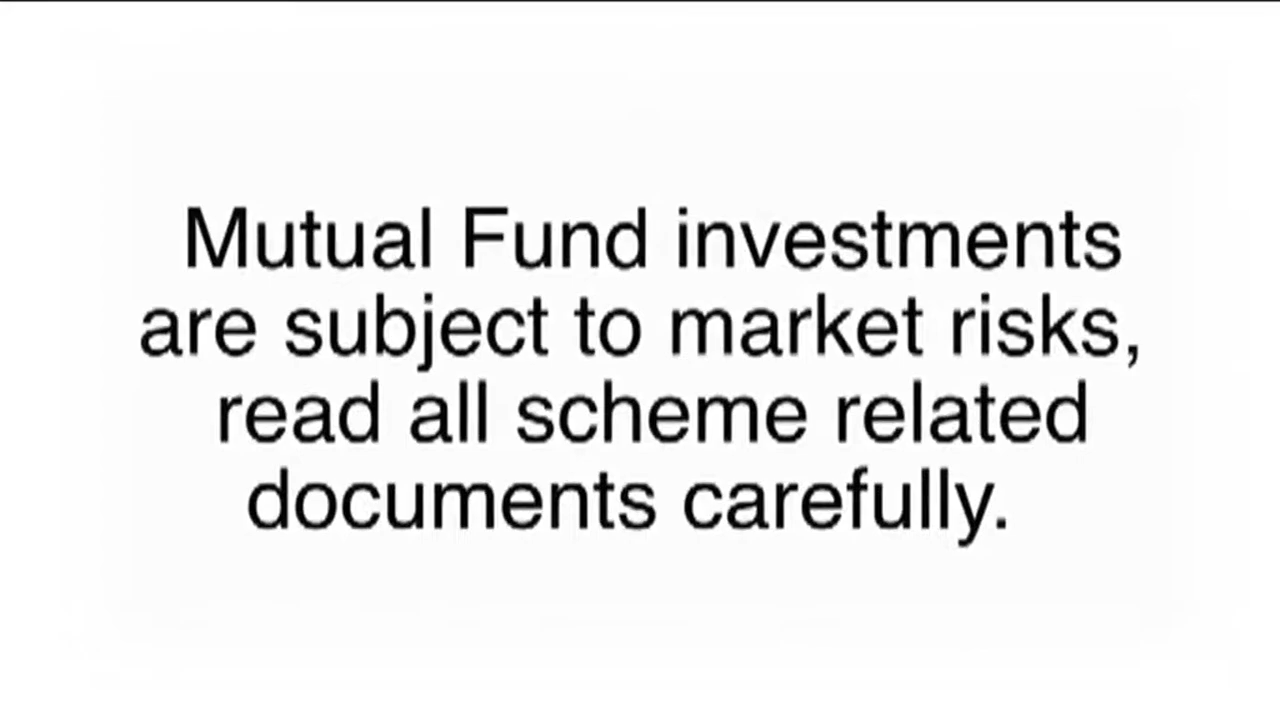 Mutual Fund investments
are subject to market risks,
read all scheme related
documents carefully.